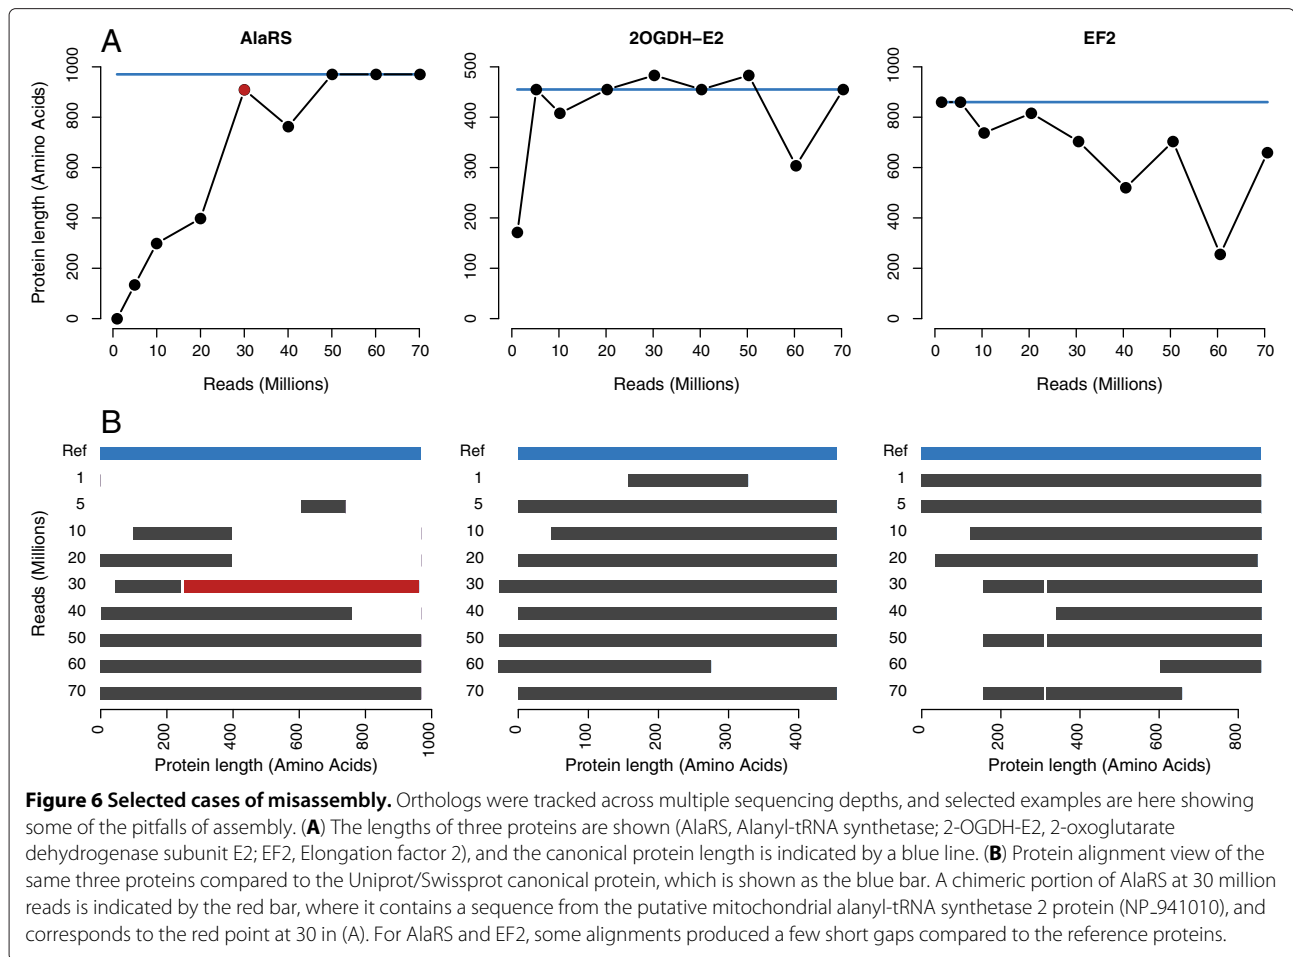 A
AlaRS
2OGDH–E2
EF2
Protein length (Amino Acids)
0 200 400 600 800 1000
0 100 200 300 400 500
0 200 400 600 800 1000
0 10 20 30 40 50 60 70
0 10 20 30 40 50 60 70
0 10 20 30 40 50 60 70
Reads (Millions)
Reads (Millions)
Reads (Millions)
B
Reads (Millions)
Ref
1
5
10
20
30
40
50
60
70
Ref
1
5
10
20
30
40
50
60
70
Ref
1
5
10
20
30
40
50
60
70
0 200 400 600 800 1000
0 100 200 300 400
0 200 400 600 800
Protein length (Amino Acids)
Protein length (Amino Acids)
Protein length (Amino Acids)
Figure 6 Selected cases of misassembly. Orthologs were tracked across multiple sequencing depths, and selected examples are here showing
some of the pitfalls of assembly. (A) The lengths of three proteins are shown (AlaRS, Alanyl-tRNA synthetase; 2-OGDH-E2, 2-oxoglutarate
dehydrogenase subunit E2; EF2, Elongation factor 2), and the canonical protein length is indicated by a blue line. (B) Protein alignment view of the
same three proteins compared to the Uniprot/Swissprot canonical protein, which is shown as the blue bar. A chimeric portion of AlaRS at 30 million
reads is indicated by the red bar, where it contains a sequence from the putative mitochondrial alanyl-tRNA synthetase 2 protein (NP_941010), and
corresponds to the red point at 30 in (A). For AlaRS and EF2, some alignments produced a few short gaps compared to the reference proteins.